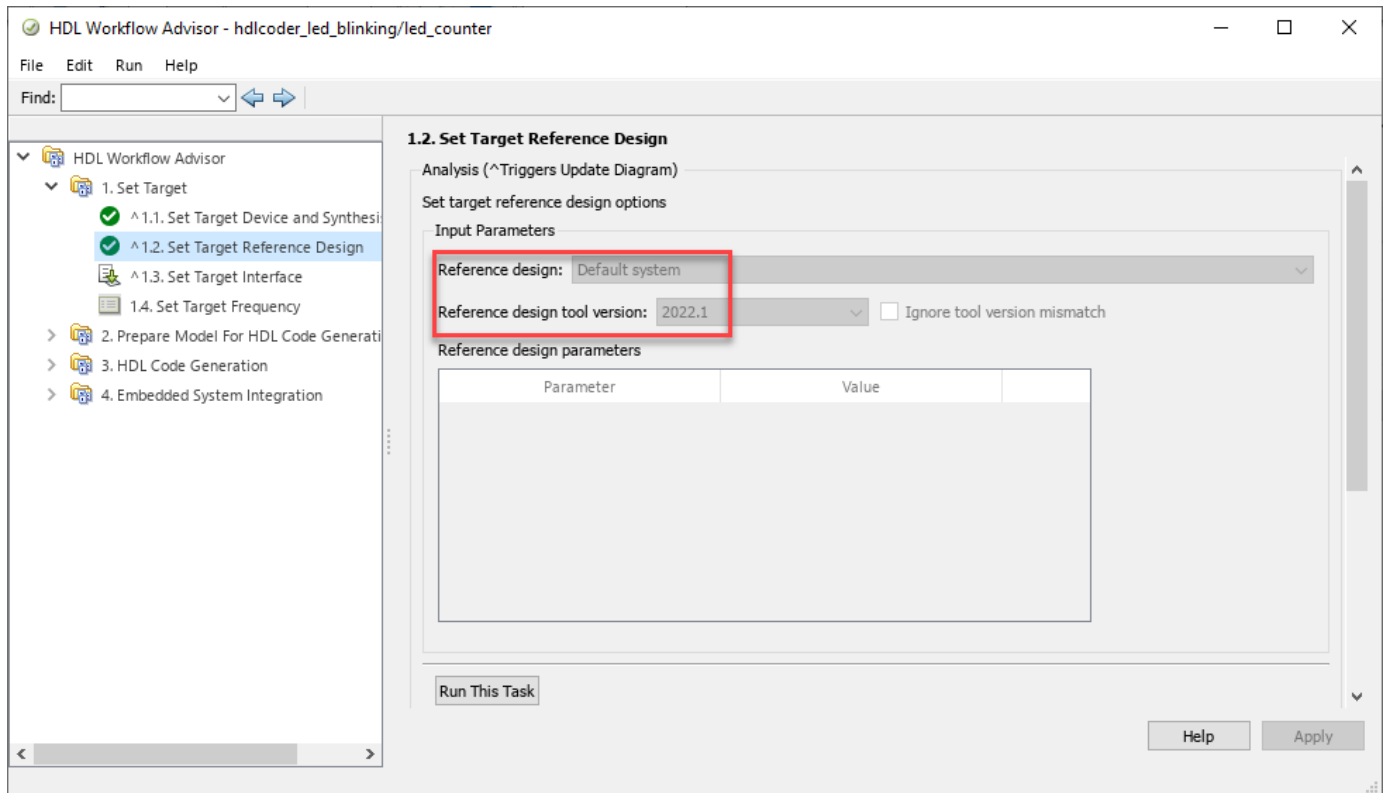 HDL Workflow Advisor - hdlcoder_led_blinking/led_counter
File Edit Run Help
Find:
HDL Workflow Advisor
1. Set Target
^1.1. Set Target Device and Synthesi
^1.2. Set Target Reference Design
^1.3. Set Target Interface
1.4. Set Target Frequency
2. Prepare Model For HDL Code Generati
3. HDL Code Generation
4. Embedded System Integration
1.2. Set Target Reference Design
Analysis (^Triggers Update Diagram)
Set target reference design options
Input Parameters
Reference design: Default system
Reference design tool version: 2022.1 Ignore tool version mismatch
Reference design parameters
Parameter Value
Run This Task
Help Apply